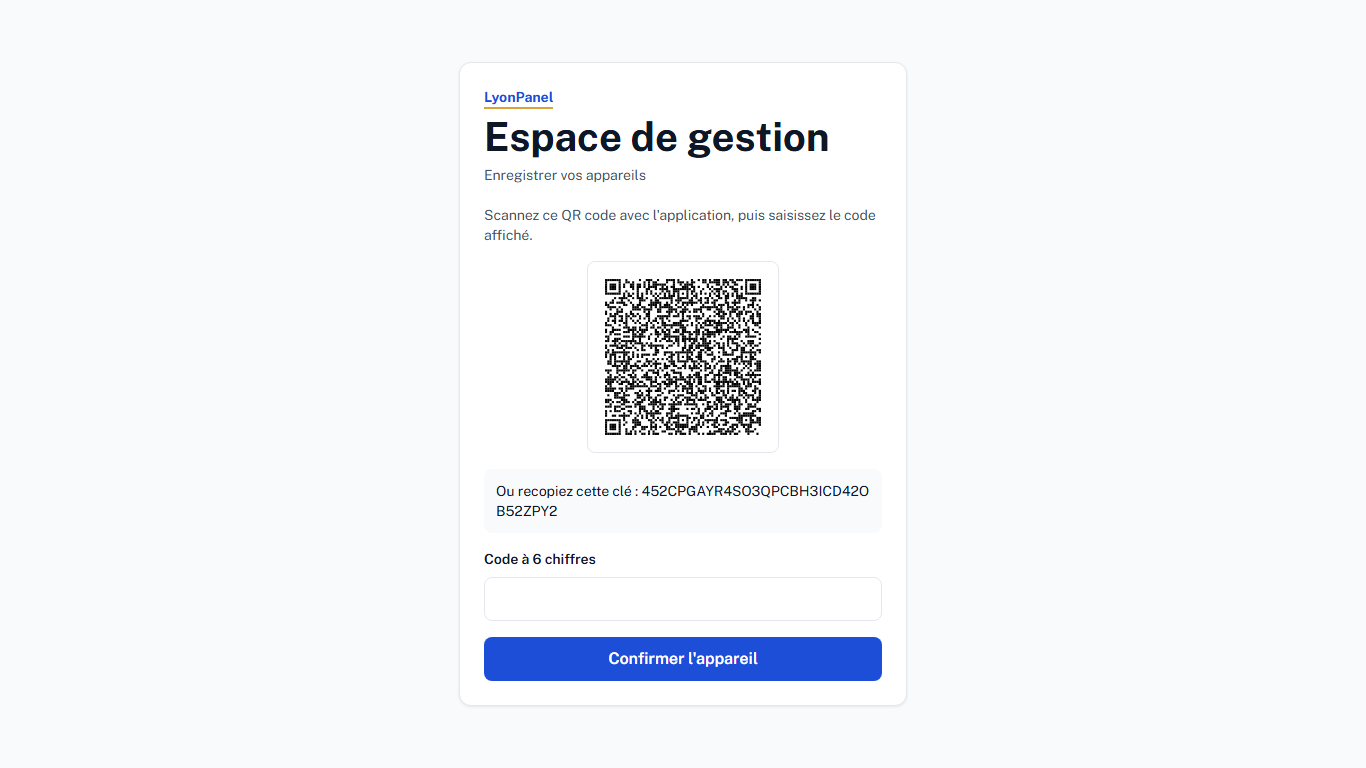 LyonPanel
Espace de gestion
Enregistrer vos appareils
Scannez ce QR code avec l'application, puis saisissez le code
affiché.
Ou recopiez cette clé : 452CPGAYR4SO3QPCBH3ICD42O
B52ZPY2
Code à 6 chiffres
Confirmer l'appareil